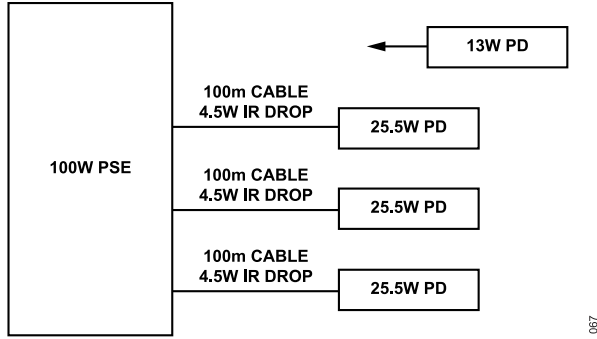 13W PD
100m CABLE
4.5W IR DROP
25.5W PD
100W PSE
100m CABLE
4.5W IR DROP
25.5W PD
100m CABLE
4.5W IR DROP
25.5W PD
067